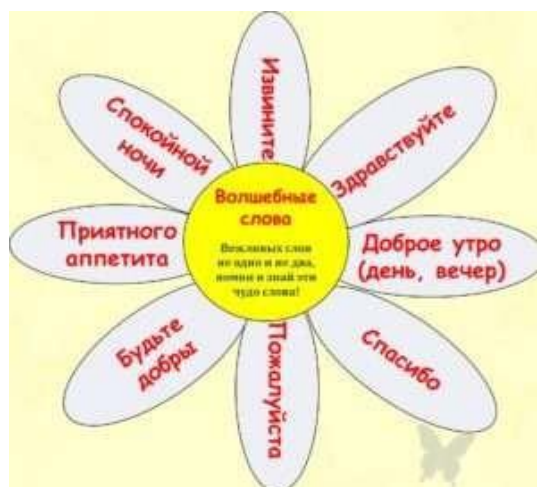 Извините
Здравствуйте
Доброе утро
(день, вечер)
Спасибо
Пожалуйста
Будьте
добры
Приятного
аппетита
Спокойной
ночи
Волшебные
слова
Вежливых слов
не одно и не два,
помни и знай эти
чудо слова!